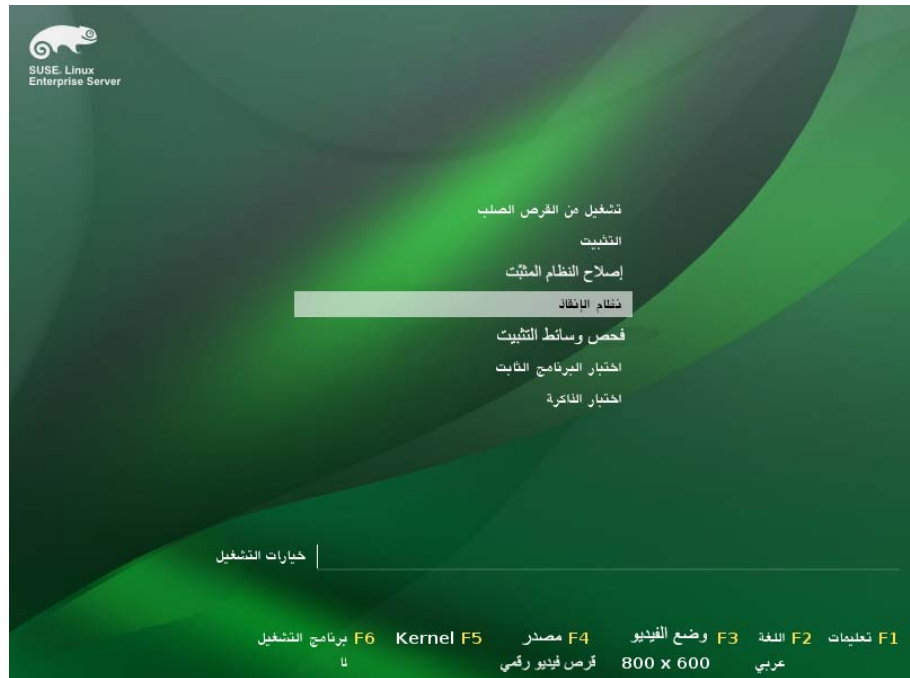 SUSE. Linux
Enterprise Server
تشغيل من القرص الصلب
التثبيت
إصلاح النظام المثبّت
نظام الإنقاذ
فحص وسائط التثبيت
اختبار البرنامج الثابت
اختبار الذاكرة
خيارات التشغيل
F1 تعليمات F2 اللغة F3 وضع الفيديو F4 مصدر F5 Kernel F6 برنامج التشغيل
عربي 800 x 600 قرص فيديو رقمي لا